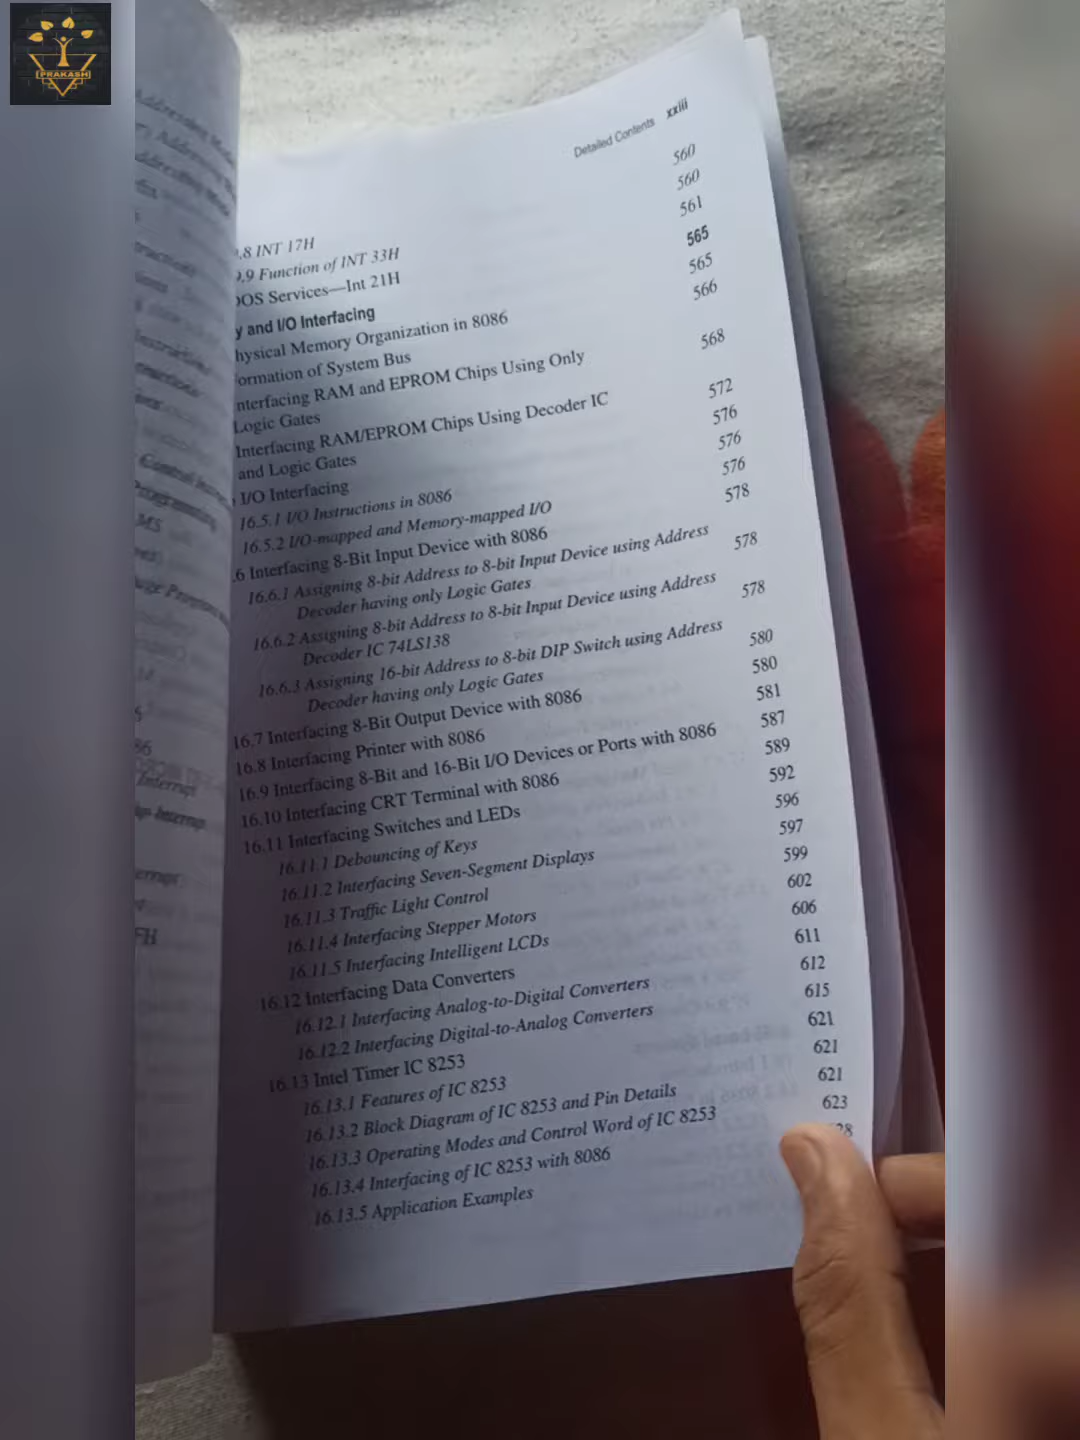 PRAKASH
Detailed Contents xxiii
.8 INT 17H 560
9.9 Function of INT 33H 560
DOS Services—Int 21H 561
y and I/O Interfacing 565
hysical Memory Organization in 8086 565
ormation of System Bus 566
nterfacing RAM and EPROM Chips Using Only
Logic Gates 568
Interfacing RAM/EPROM Chips Using Decoder IC
and Logic Gates 572
I/O Interfacing 576
16.5.1 I/O Instructions in 8086 576
16.5.2 I/O-mapped and Memory-mapped I/O 576
.6 Interfacing 8-Bit Input Device with 8086 578
16.6.1 Assigning 8-bit Address to 8-bit Input Device using Address
Decoder having only Logic Gates 578
16.6.2 Assigning 8-bit Address to 8-bit Input Device using Address
Decoder IC 74LS138 578
16.6.3 Assigning 16-bit Address to 8-bit DIP Switch using Address
Decoder having only Logic Gates 580
16.7 Interfacing 8-Bit Output Device with 8086 580
16.8 Interfacing Printer with 8086 581
16.9 Interfacing 8-Bit and 16-Bit I/O Devices or Ports with 8086 587
16.10 Interfacing CRT Terminal with 8086 589
16.11 Interfacing Switches and LEDs 592
16.11.1 Debouncing of Keys 596
16.11.2 Interfacing Seven-Segment Displays 597
16.11.3 Traffic Light Control 599
16.11.4 Interfacing Stepper Motors 602
16.11.5 Interfacing Intelligent LCDs 606
16.12 Interfacing Data Converters 611
16.12.1 Interfacing Analog-to-Digital Converters 612
16.12.2 Interfacing Digital-to-Analog Converters 615
16.13 Intel Timer IC 8253 621
16.13.1 Features of IC 8253 621
16.13.2 Block Diagram of IC 8253 and Pin Details 621
16.13.3 Operating Modes and Control Word of IC 8253 623
16.13.4 Interfacing of IC 8253 with 8086
16.13.5 Application Examples